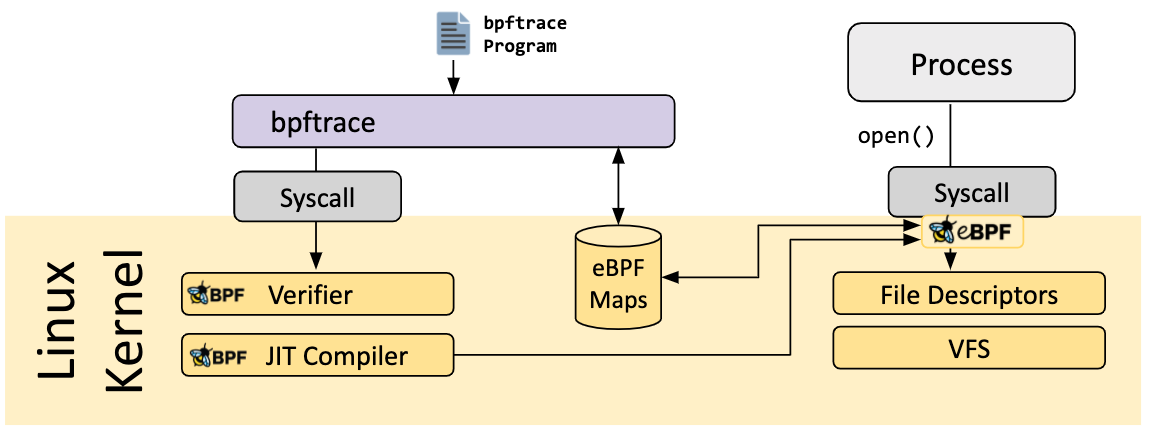 bpftrace
Program
bpftrace
Process
open()
Syscall
Syscall
eBPF
Linux
Kernel
BPF Verifier
eBPF
Maps
File Descriptors
BPF JIT Compiler
VFS